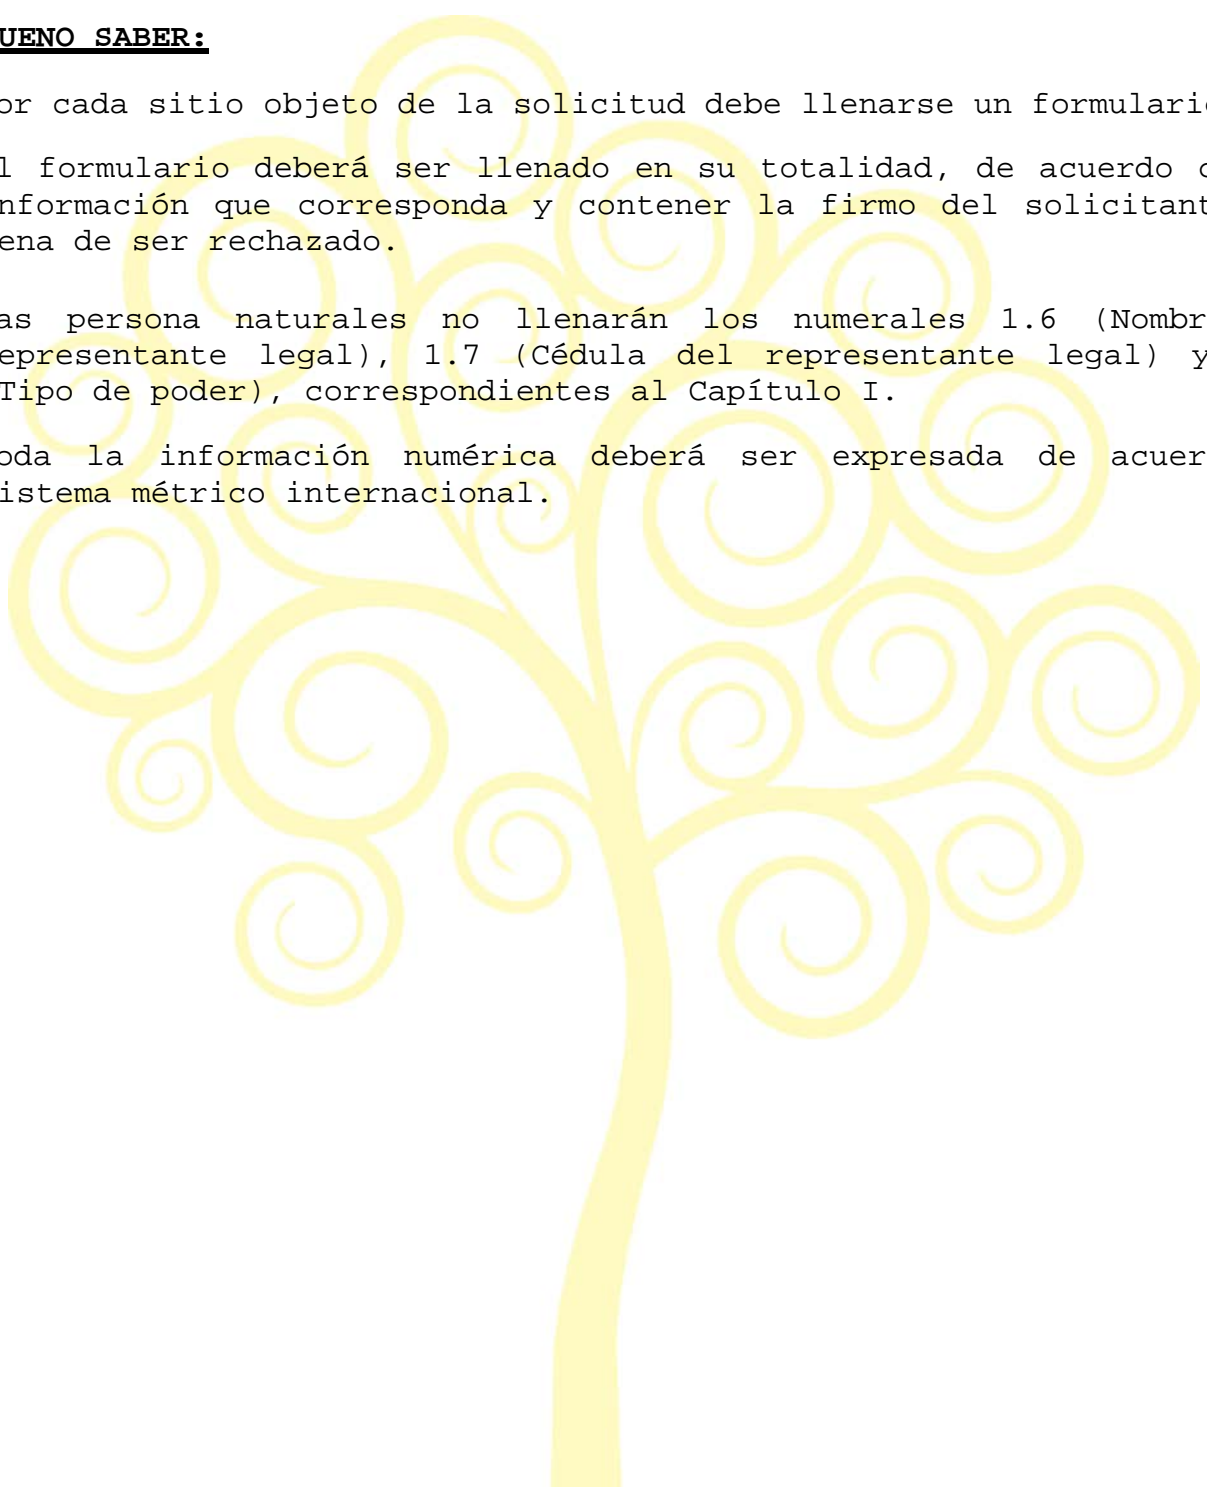 UENO SABER:
or cada sitio objeto de la solicitud debe llenarse un formulario
l formulario deberá ser llenado en su totalidad, de acuerdo
nformación que corresponda y contener la firmo del solicitant
ena de ser rechazado.
as persona naturales no llenarán los numerales 1.6 (Nombr
epresentante legal), 1.7 (Cédula del representante legal) y
Tipo de poder), correspondientes al Capítulo I.
oda la información numérica deberá ser expresada de acuer
istema métrico internacional.